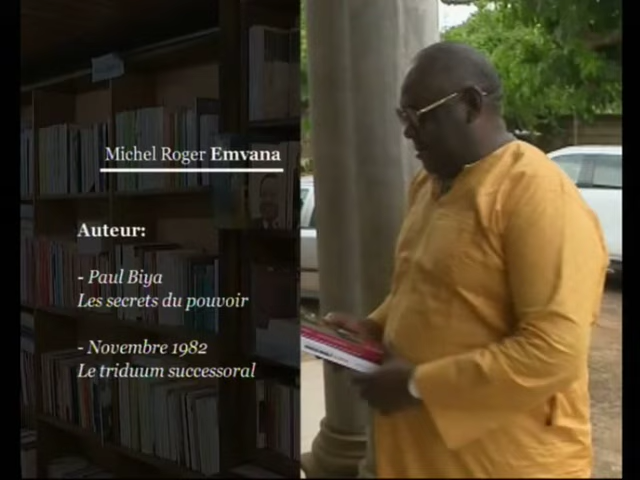 Michel Roger Emvana
Auteur:
- Paul Biya
Les secrets du pouvoir
- Novembre 1982
Le triduum successoral